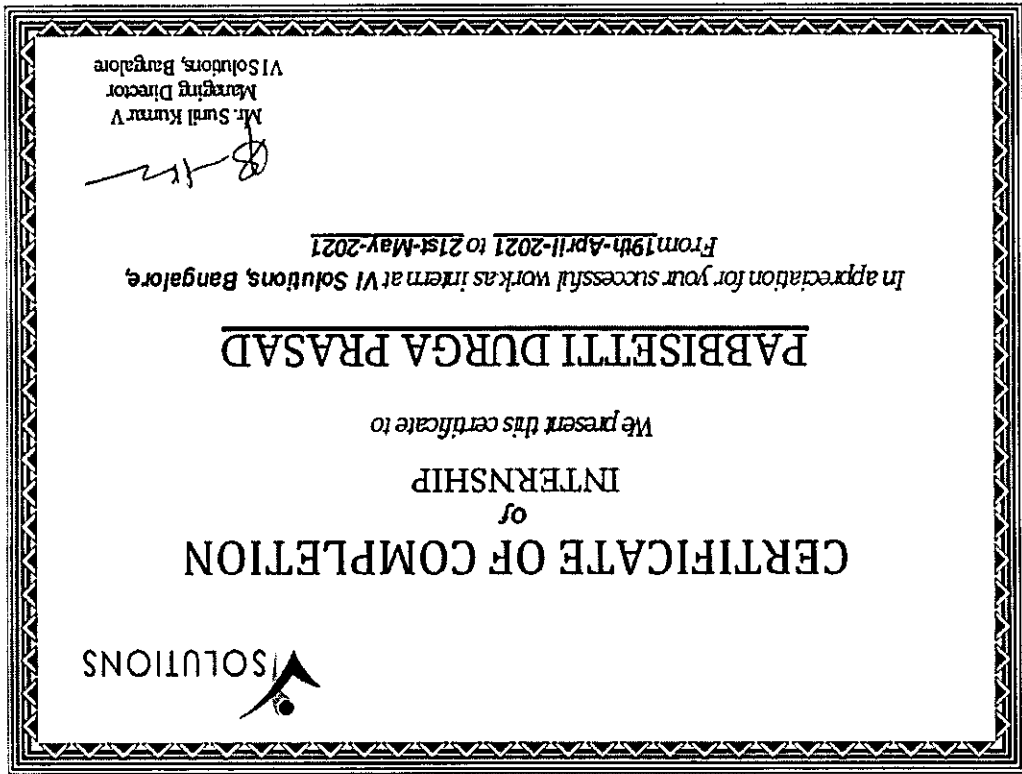 VI SOLUTIONS
CERTIFICATE OF COMPLETION
of
INTERNSHIP
We present this certificate to
PABBISETTI DURGA PRASAD
In appreciation for your successful work as intern at VI Solutions, Bangalore,
From 19th-April-2021 to 21st-May-2021
Mr. Sunil Kumar V
Managing Director
VI Solutions, Bangalore